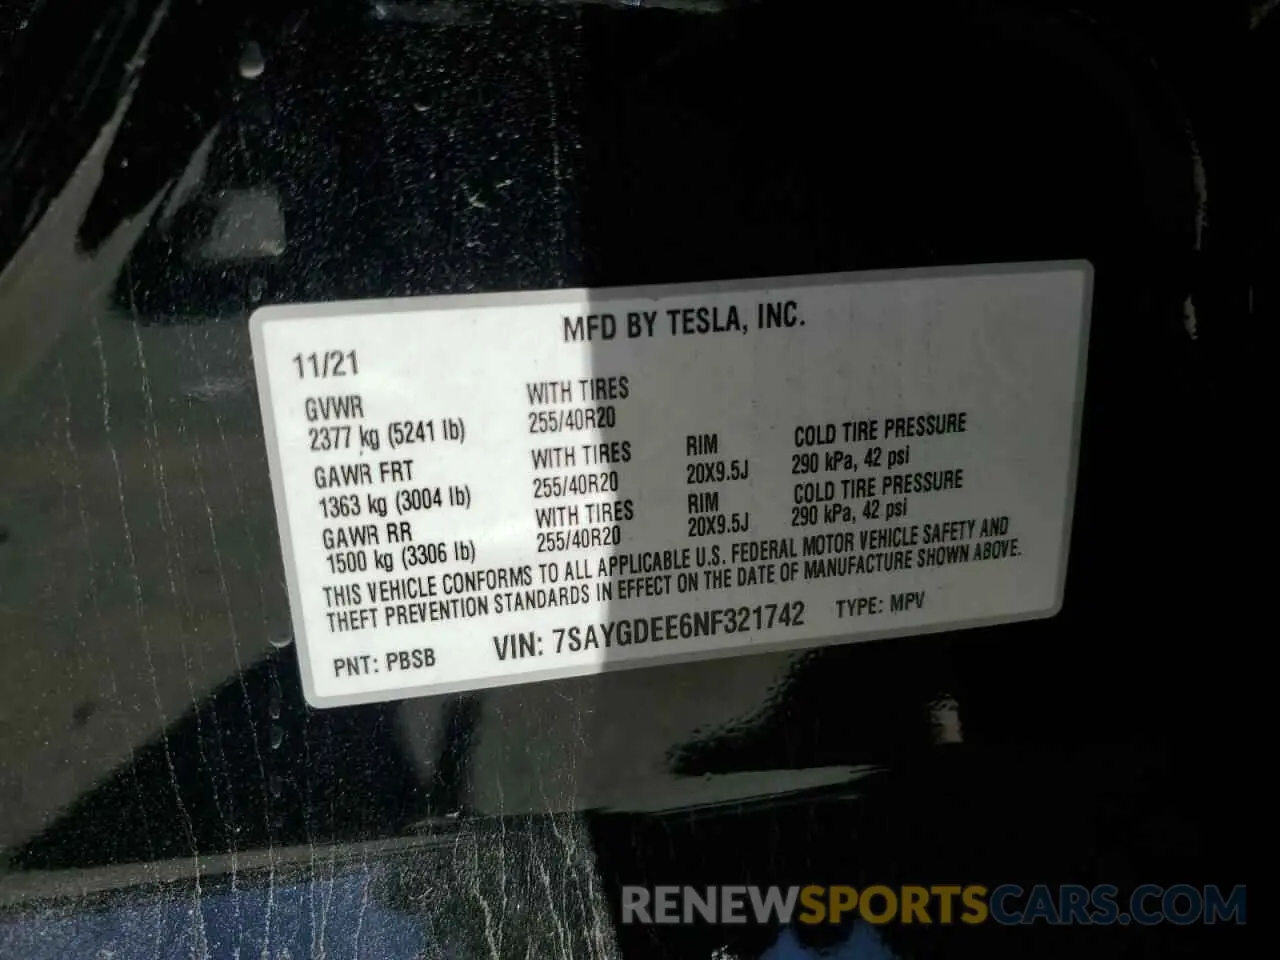 MFD BY TESLA, INC.
11/21
GVWR WITH TIRES
2377 kg (5241 lb) 255/40R20
GAWR FRT WITH TIRES RIM COLD TIRE PRESSURE
1363 kg (3004 lb) 255/40R20 20X9.5J 290 kPa, 42 psi
GAWR RR WITH TIRES RIM COLD TIRE PRESSURE
1500 kg (3306 lb) 255/40R20 20X9.5J 290 kPa, 42 psi
THIS VEHICLE CONFORMS TO ALL APPLICABLE U.S. FEDERAL MOTOR VEHICLE SAFETY AND
THEFT PREVENTION STANDARDS IN EFFECT ON THE DATE OF MANUFACTURE SHOWN ABOVE.
PNT: PBSB VIN: 7SAYGDEE6NF321742 TYPE: MPV
RENEWSPORTSCARS.COM